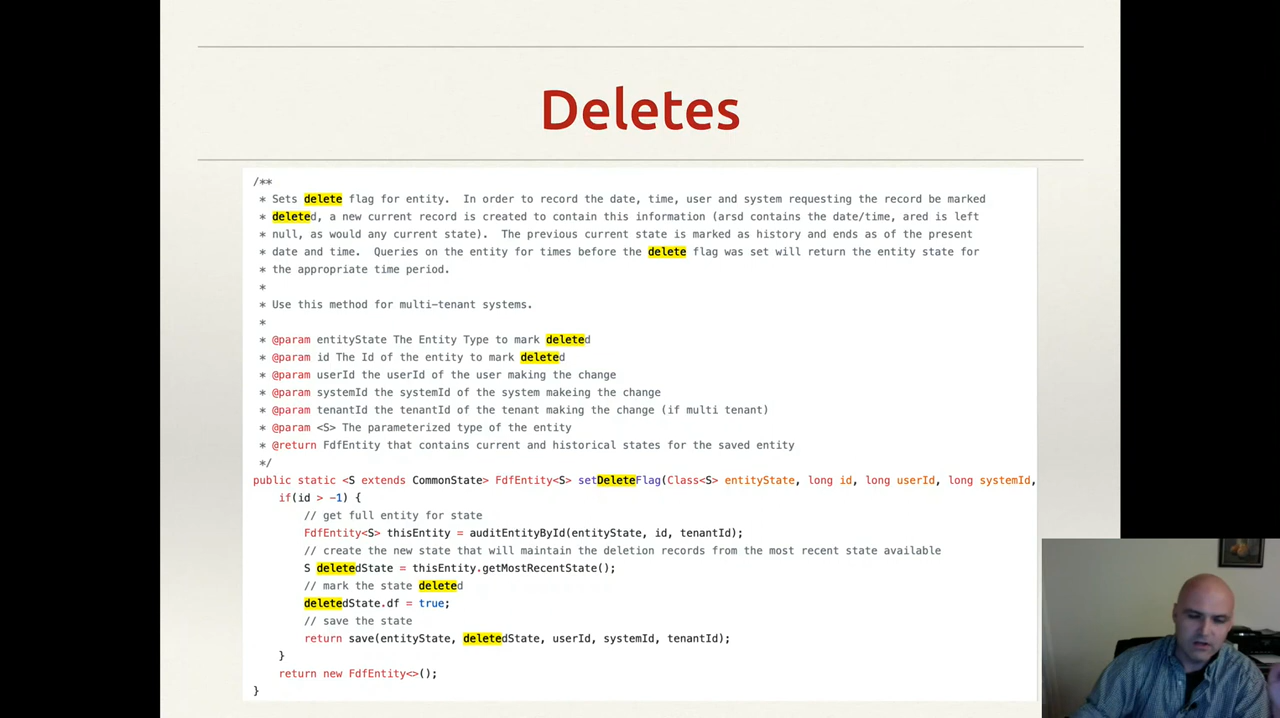 Deletes
/**
* Sets delete flag for entity.  In order to record the date, time, user and system requesting the record be marked
* deleted, a new current record is created to contain this information (arsd contains the date/time, ared is left
* null, as would any current state).  The previous current state is marked as history and ends as of the present
* date and time.  Queries on the entity for times before the delete flag was set will return the entity state for
* the appropriate time period.
*
* Use this method for multi-tenant systems.
*
* @param entityState The Entity Type to mark deleted
* @param id The Id of the entity to mark deleted
* @param userId the userId of the user making the change
* @param systemId the systemId of the system makeing the change
* @param tenantId the tenantId of the tenant making the change (if multi tenant)
* @param <S> The parameterized type of the entity
* @return FdfEntity that contains current and historical states for the saved entity
*/
public static <S extends CommonState> FdfEntity<S> setDeleteFlag(Class<S> entityState, long id, long userId, long systemId,
if(id > -1) {
// get full entity for state
FdfEntity<S> thisEntity = auditEntityById(entityState, id, tenantId);
// create the new state that will maintain the deletion records from the most recent state available
S deletedState = thisEntity.getMostRecentState();
// mark the state deleted
deletedState.df = true;
// save the state
return save(entityState, deletedState, userId, systemId, tenantId);
}
return new FdfEntity<>();
}